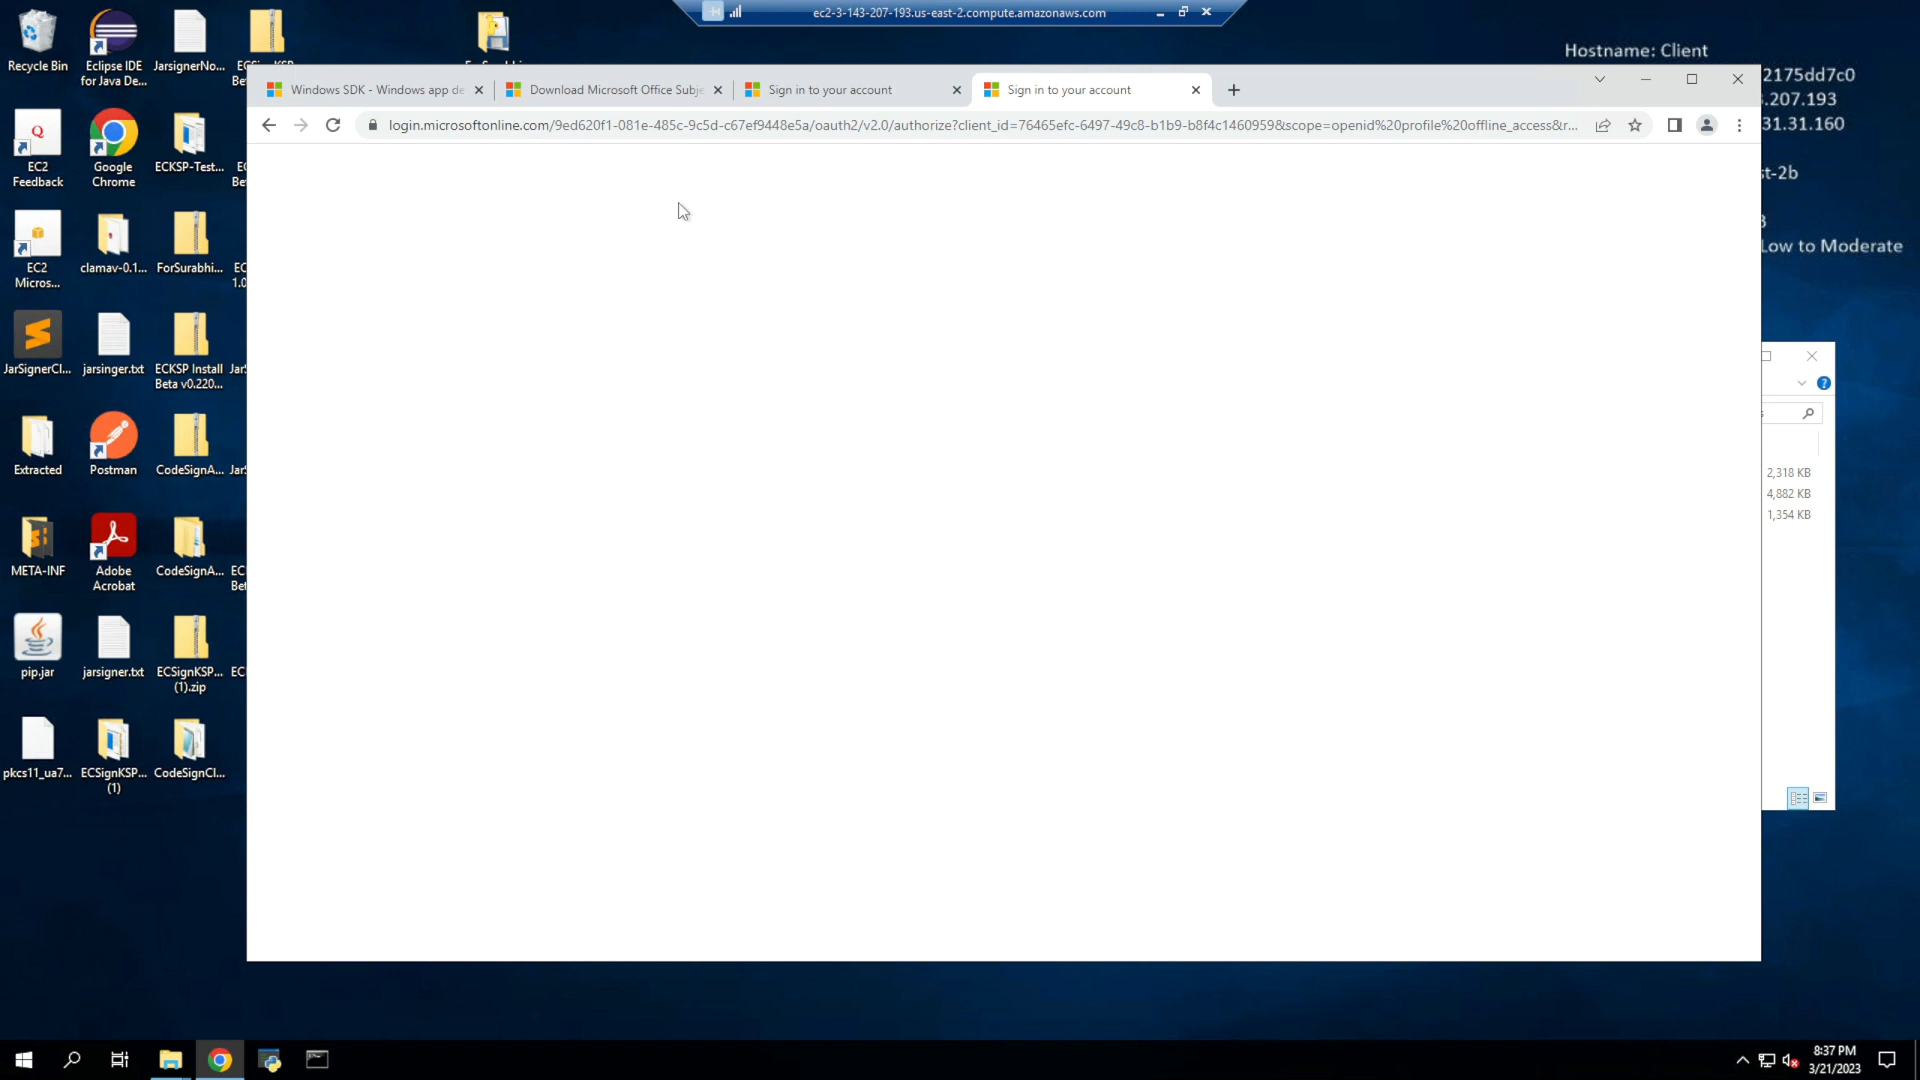 ec2-3-143-207-193.us-east-2.compute.amazonaws.com
Hostname: Client
2175dd7c0
.207.193
31.31.160
st-2b
Low to Moderate
Recycle Bin
Eclipse IDE
for Java De...
JarsignerNo...
Windows SDK - Windows app de
Download Microsoft Office Subje
Sign in to your account
Sign in to your account
login.microsoftonline.com/9ed620f1-081e-485c-9c5d-c67ef9448e5a/oauth2/v2.0/authorize?client_id=76465efc-6497-49c8-b1b9-b8f4c1460959&scope=openid%20profile%20offline_access&r...
EC2
Feedback
Google
Chrome
ECKSP-Test...
EC2
Micros...
clamav-0.1...
ForSurabhi...
JarSignerCl...
jarsinger.txt
ECKSP Install
Beta v0.220...
Extracted
Postman
CodeSignA...
META-INF
Adobe
Acrobat
CodeSignA...
pip.jar
jarsigner.txt
ECSignKSP...
(1).zip
pkcs11_ua7...
ECSignKSP...
(1)
CodeSignCl...
2,318 KB
4,882 KB
1,354 KB
8:37 PM
3/21/2023